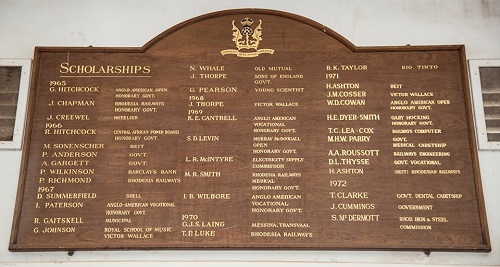 SCHOLARSHIPS
1965
G. HITCHCOCK ANGLO AMERICAN OPEN
HONORARY GOVT.
J. CHAPMAN RHODESIA RAILWAYS
HONORARY GOVT.
J. CREEWEL HOTELIER
1966
R. HITCHCOCK CENTRAL AFRICAN POWER BOARD
HONORARY GOVT.
M. SONENSCHER BEIT
P. ANDERSON GOVT.
A. GARGETT GOVT.
P. WILKINSON BARCLAYS BANK
P. RICHMOND RHODESIA RAILWAYS
1967
D. SUMMERFIELD SHELL
I. PATERSON ANGLO-AMERICAN VOCATIONAL
HONORARY GOVT.
R. GAITSKELL MUNICIPAL
G. JOHNSON ROYAL SCHOOL OF MUSIC
VICTOR WALLACE
N. WHALE OLD MUTUAL
J. THORPE SONS OF ENGLAND
GOVT.
G. PEARSON YOUNG SCIENTIST
1968
J. THORPE VICTOR WALLACE
1969
K.E. CANTRELL ANGLO AMERICAN
VOCATIONAL
HONORARY GOVT.
S.D. LEVIN MURRAY McDOUGALL
OPEN
HONORARY GOVT.
L.R. McINTYRE ELECTRICITY SUPPLY
COMMISSION
M.R. SMITH RHODESIA RAILWAYS
MEDICAL
HONORARY GOVT.
I.B. WILBORE ANGLO AMERICAN
VOCATIONAL
HONORARY GOVT.
1970
G.J.S. LAING MESSINA, TRANSVAAL
T.P. LUKE RHODESIA RAILWAYS
B.K. TAYLOR RIO TINTO
1971
H. ASHTON BEIT
J.M. COSSER VICTOR WALLACE
W.D. COWAN ANGLO AMERICAN OPEN
HONORARY GOVT.
H.E. DYER-SMITH GARY HOCKING
HONORARY GOVT.
T.C. LEA-COX COMPUTER
M.H.W. PARRY GOVT.
MEDICAL CADETSHIP
A.A. ROUSSOTT RAILWAYS ENGINEERING
D.L. THYSSE GOVT. VOCATIONAL
H. ASHTON (BEIT) RHODESIAN RAILWAYS
1972
T. CLARKE GOVT. DENTAL CADETSHIP
J. CUMMINGS GOVERNMENT
S. McDERMOTT RHOD. IRON & STEEL
COMMISSION